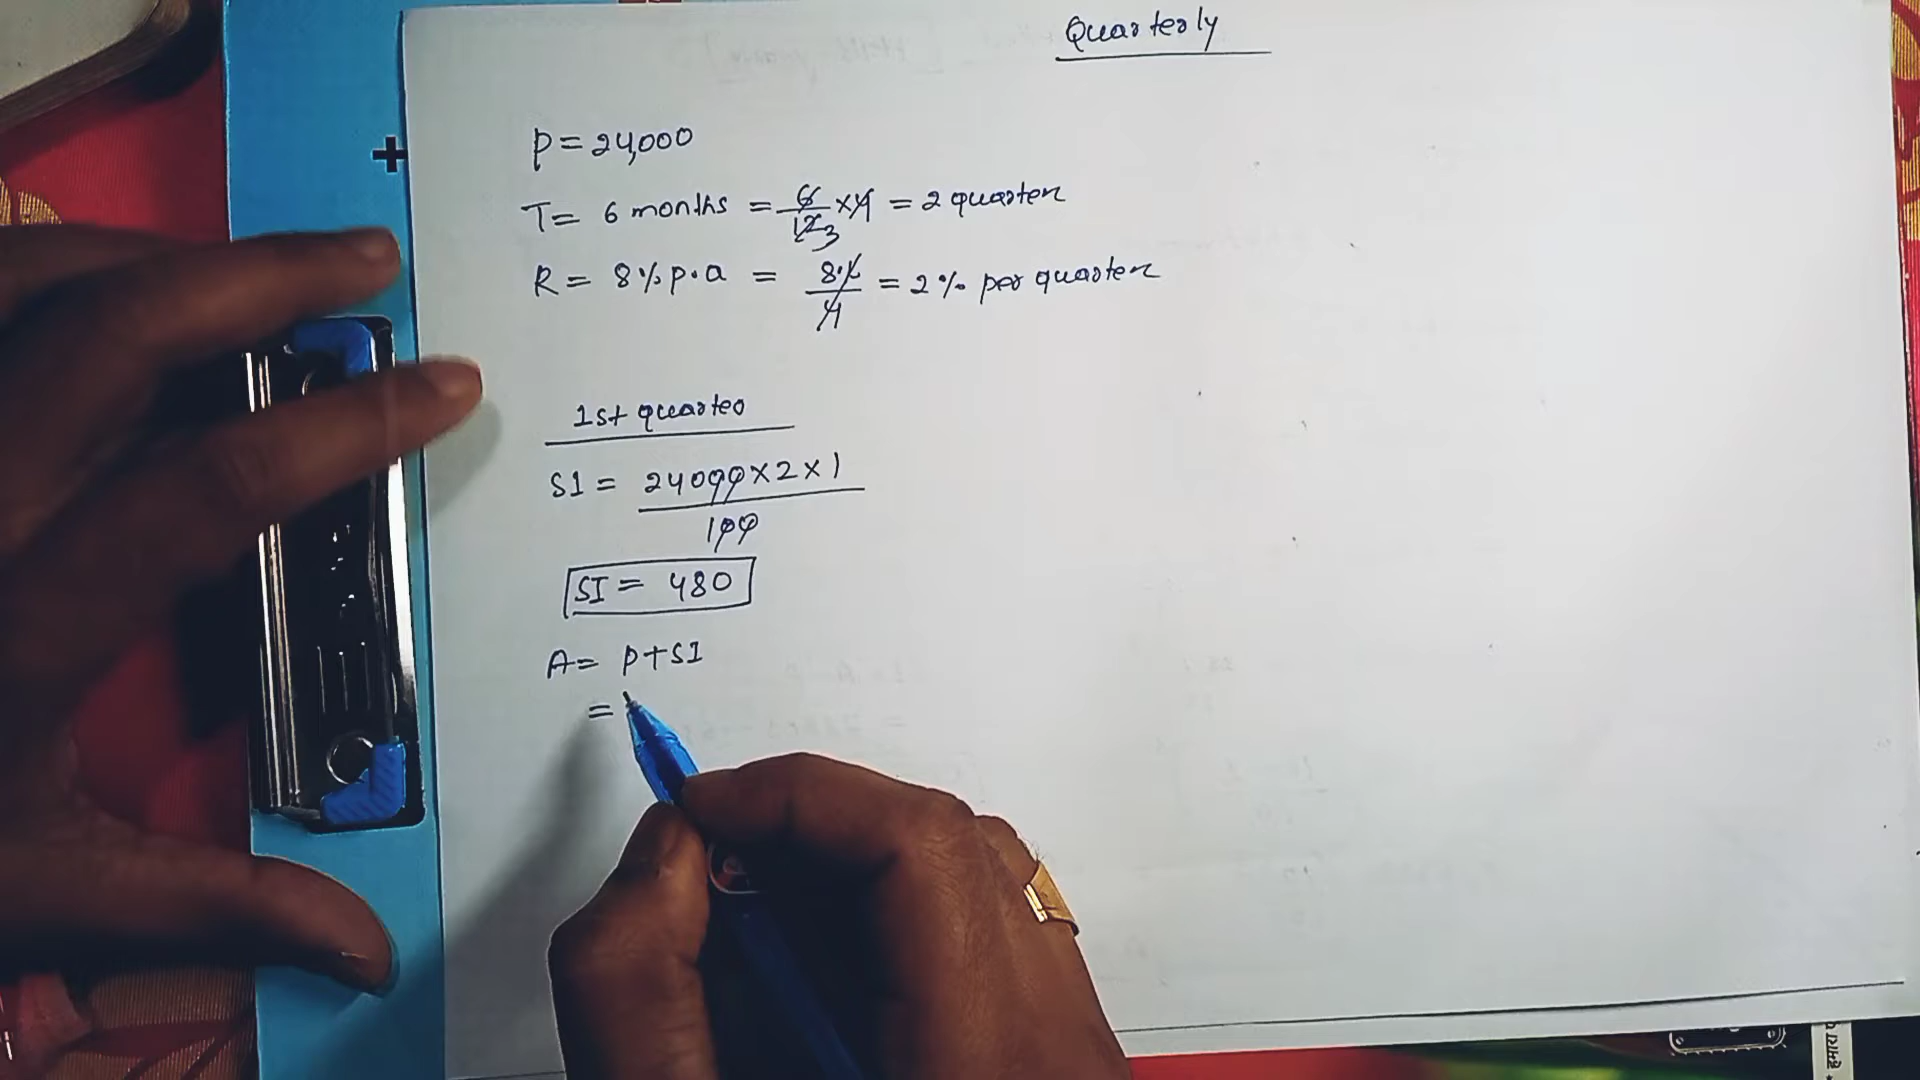 Quarterly
P = 24,000
T = 6 months = 6/12 3 × 4 = 2 quarter
R = 8% p.a = 8%/4 = 2% per quarter
1st quarter
SI = 24000 × 2 × 1 / 100
SI = 480
A = P + SI
=